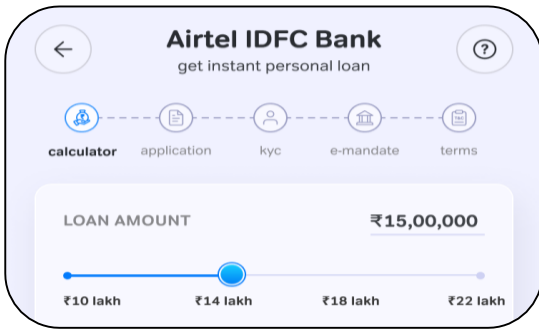 Airtel IDFC Bank
?
get instant personal loan
calculator application kyc e-mandate terms
LOAN AMOUNT ₹15,00,000
₹10 lakh ₹14 lakh ₹18 lakh ₹22 lakh